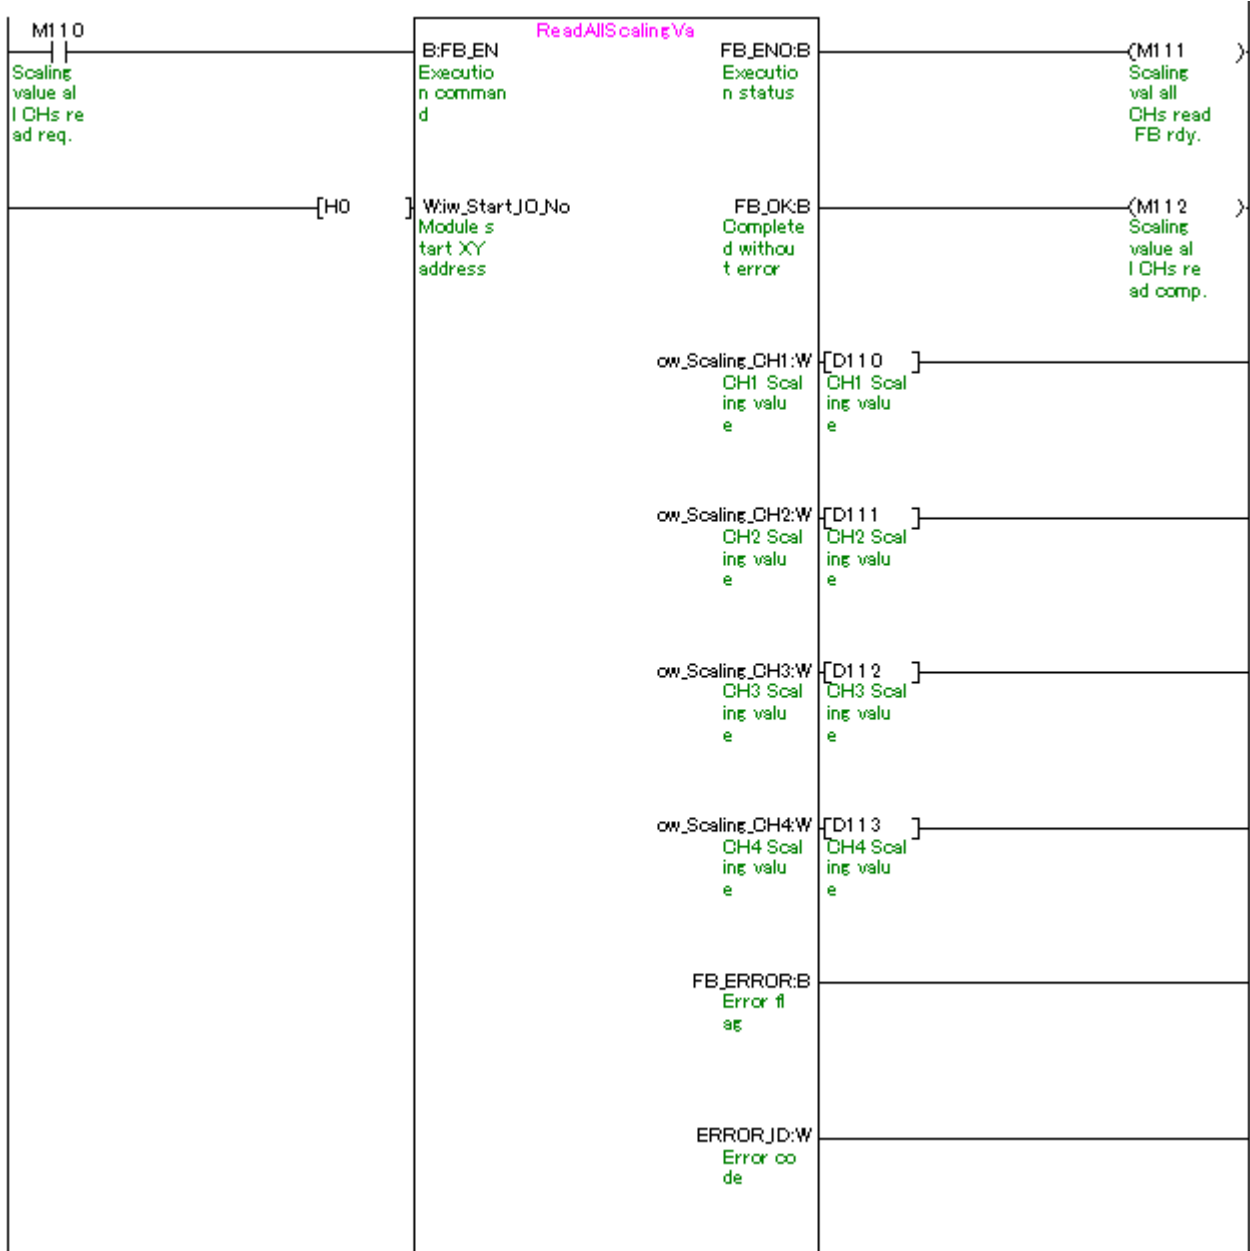 M110
ReadAllScalingVa
B:FB_EN
FB_ENO:B
(M111 )
Scaling
value al
l CHs re
ad req.
Executio
n comman
d
Executio
n status
Scaling
val all
CHs read
FB rdy.
[H0 ]
W:iw_Start_IO_No
FB_OK:B
(M112 )
Module s
tart XY
address
Complete
d withou
t error
Scaling
value al
l CHs re
ad comp.
ow_Scaling_CH1:W
[D110 ]
CH1 Scal
ing valu
e
CH1 Scal
ing valu
e
ow_Scaling_CH2:W
[D111 ]
CH2 Scal
ing valu
e
CH2 Scal
ing valu
e
ow_Scaling_CH3:W
[D112 ]
CH3 Scal
ing valu
e
CH3 Scal
ing valu
e
ow_Scaling_CH4:W
[D113 ]
CH4 Scal
ing valu
e
CH4 Scal
ing valu
e
FB_ERROR:B
Error fl
ag
ERROR_ID:W
Error co
de